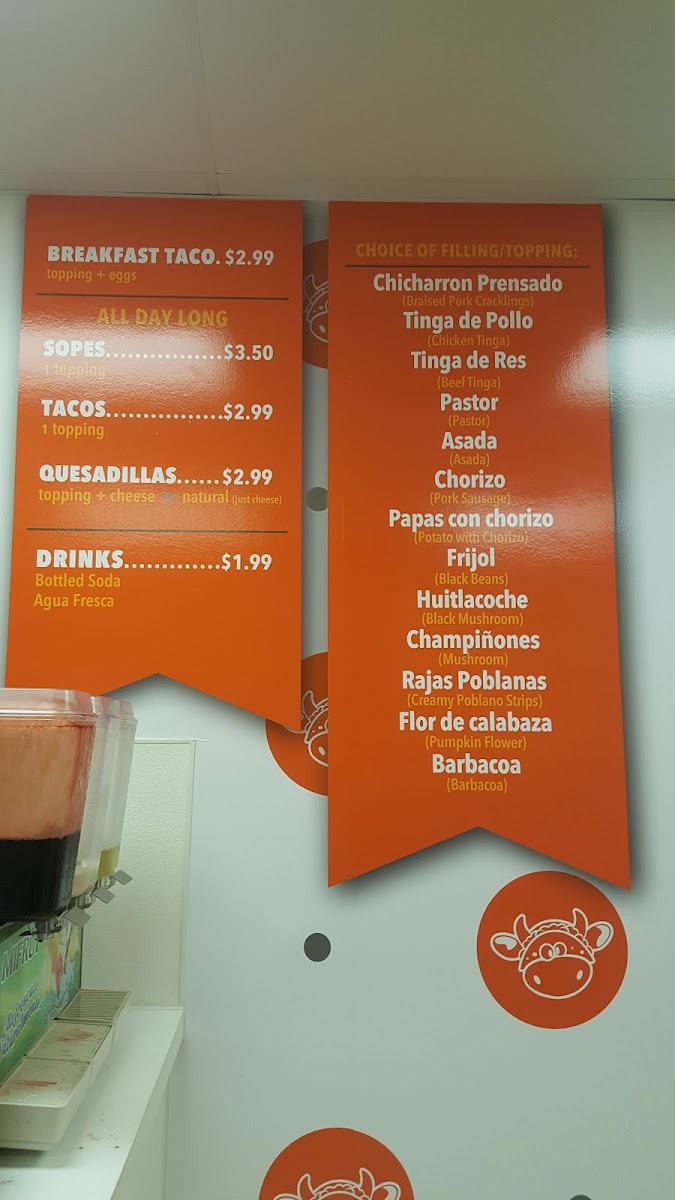 BREAKFAST TACO. $2.99
topping + eggs
ALL DAY LONG
SOPES.................$3.50
1 topping
TACOS.................$2.99
1 topping
QUESADILLAS......$2.99
topping + cheese or natural (just cheese)
DRINKS.............$1.99
Bottled Soda
Agua Fresca
CHOICE OF FILLING/TOPPING:
Chicharron Prensado
(Braised Pork Cracklings)
Tinga de Pollo
(Chicken Tinga)
Tinga de Res
(Beef Tinga)
Pastor
(Pastor)
Asada
(Asada)
Chorizo
(Pork Sausage)
Papas con chorizo
(Potato with Chorizo)
Frijol
(Black Beans)
Huitlacoche
(Black Mushroom)
Champiñones
(Mushroom)
Rajas Poblanas
(Creamy Poblano Strips)
Flor de calabaza
(Pumpkin Flower)
Barbacoa
(Barbacoa)